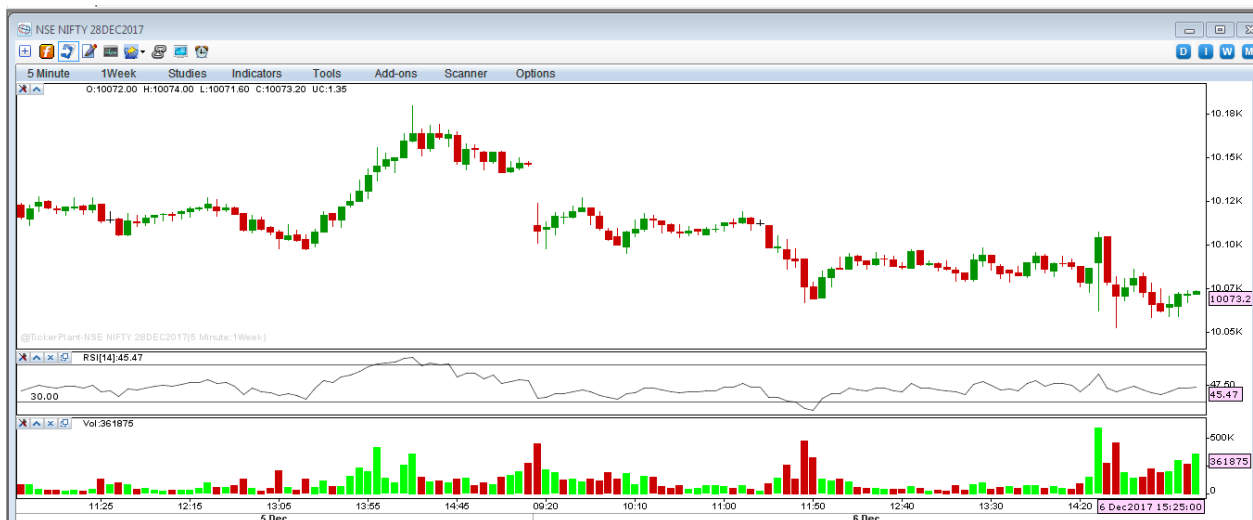 NSE NIFTY 28DEC2017
D I W M
5 Minute 1Week Studies Indicators Tools Add-ons Scanner Options
O:10072.00 H:10074.00 L:10071.60 C:10073.20 UC:1.35
10.18K
10.15K
10.12K
10.10K
10.07K
10073.2
10.05K
@TickerPlant-NSE NIFTY 28DEC2017(5 Minute:1Week)
RSI[14]:45.47
47.50
30.00
45.47
Vol:361875
500K
361875
0
11:25 12:15 13:05 13:55 14:45 09:20 10:10 11:00 11:50 12:40 13:30 14:20 6 Dec2017 15:25:00
5 Dec 6 Dec